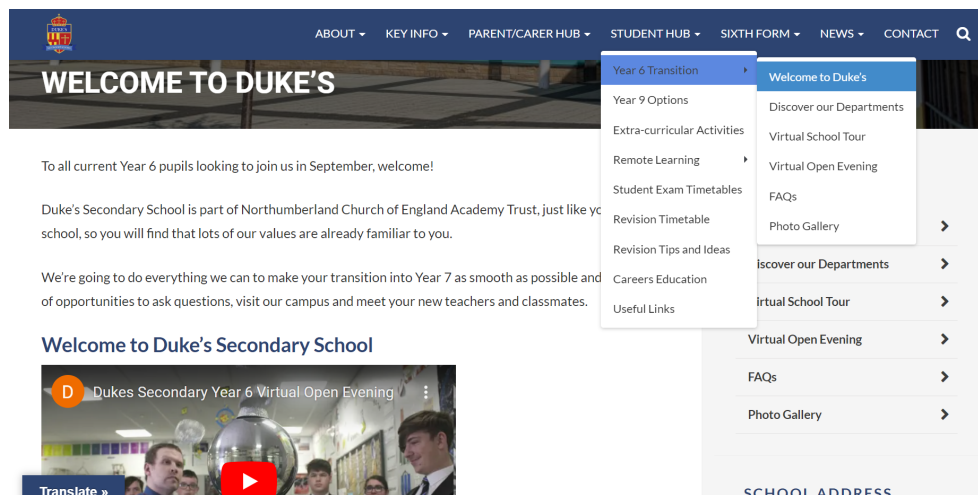 DUKE'S
ABOUT KEY INFO PARENT/CARER HUB STUDENT HUB SIXTH FORM NEWS CONTACT
WELCOME TO DUKE'S
Year 6 Transition
Year 9 Options
Extra-curricular Activities
Remote Learning
Student Exam Timetables
Revision Timetable
Revision Tips and Ideas
Careers Education
Useful Links
Welcome to Duke's
Discover our Departments
Virtual School Tour
Virtual Open Evening
FAQs
Photo Gallery
To all current Year 6 pupils looking to join us in September, welcome!
Duke's Secondary School is part of Northumberland Church of England Academy Trust, just like
school, so you will find that lots of our values are already familiar to you.
We're going to do everything we can to make your transition into Year 7 as smooth as possible and
of opportunities to ask questions, visit our campus and meet your new teachers and classmates.
Welcome to Duke's Secondary School
D Dukes Secondary Year 6 Virtual Open Evening
Translate »
iscover our Departments
irtual School Tour
Virtual Open Evening
FAQs
Photo Gallery
SCHOOL ADDRESS